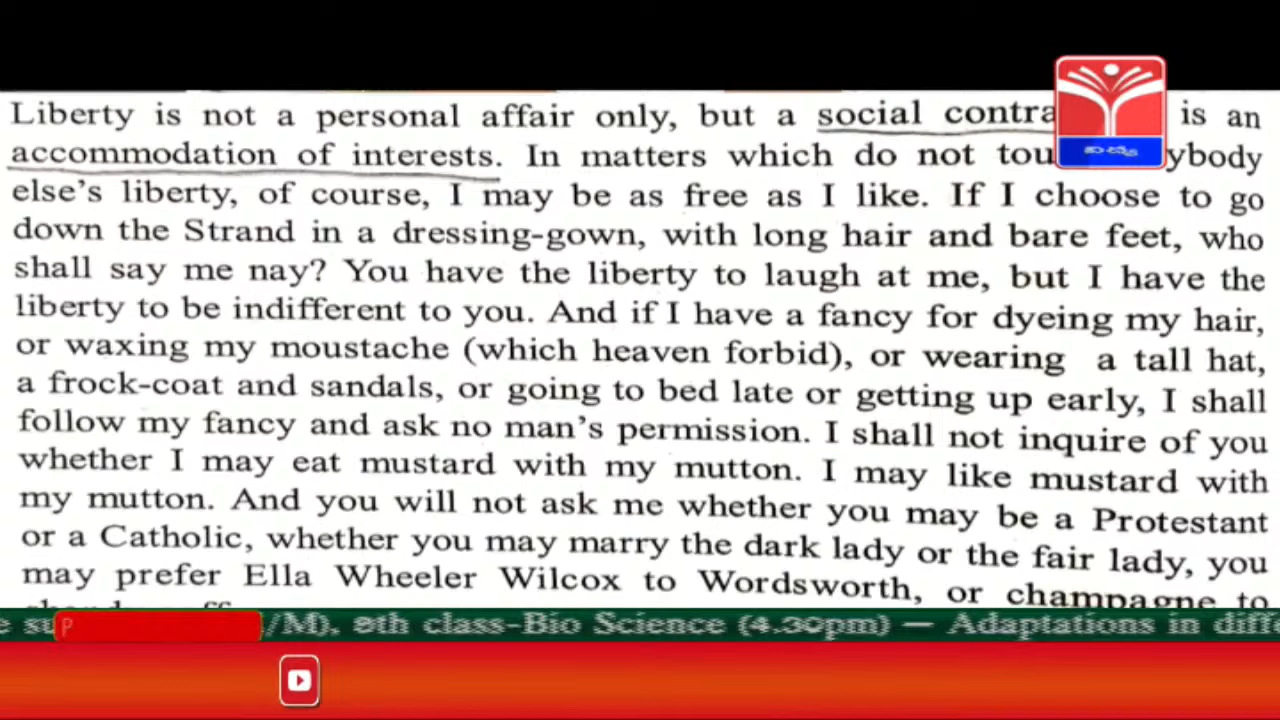 Liberty is not a personal affair only, but a social contra is an
accommodation of interests. In matters which do not tou ybody
else's liberty, of course, I may be as free as I like. If I choose to go
down the Strand in a dressing-gown, with long hair and bare feet, who
shall say me nay? You have the liberty to laugh at me, but I have the
liberty to be indifferent to you. And if I have a fancy for dyeing my hair,
or waxing my moustache (which heaven forbid), or wearing a tall hat,
a frock-coat and sandals, or going to bed late or getting up early, I shall
follow my fancy and ask no man's permission. I shall not inquire of you
whether I may eat mustard with my mutton. I may like mustard with
my mutton. And you will not ask me whether you may be a Protestant
or a Catholic, whether you may marry the dark lady or the fair lady, you
may prefer Ella Wheeler Wilcox to Wordsworth, or champagne to
P /M), 8th class-Bio Science (4.30pm) — Adaptations in diffe